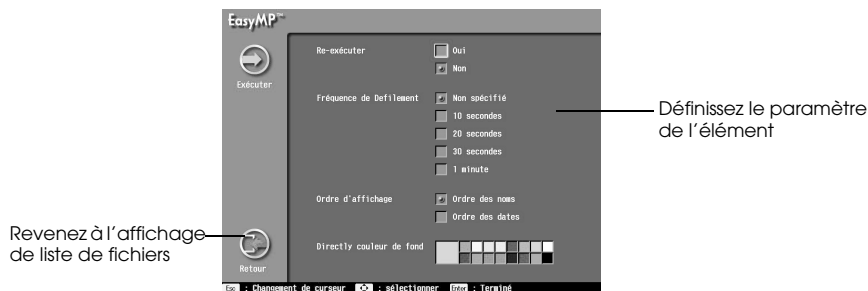 EasyMP™
Exécuter
Re-exécuter
Oui
Non
Fréquence de Defilement
Non spécifié
10 secondes
20 secondes
30 secondes
1 minute
Ordre d'affichage
Ordre des noms
Ordre des dates
Directly couleur de fond
Retour
Esc : Changement de curseur : sélectionner Enter : Terminé
Définissez le paramètre
de l'élément
Revenez à l'affichage
de liste de fichiers